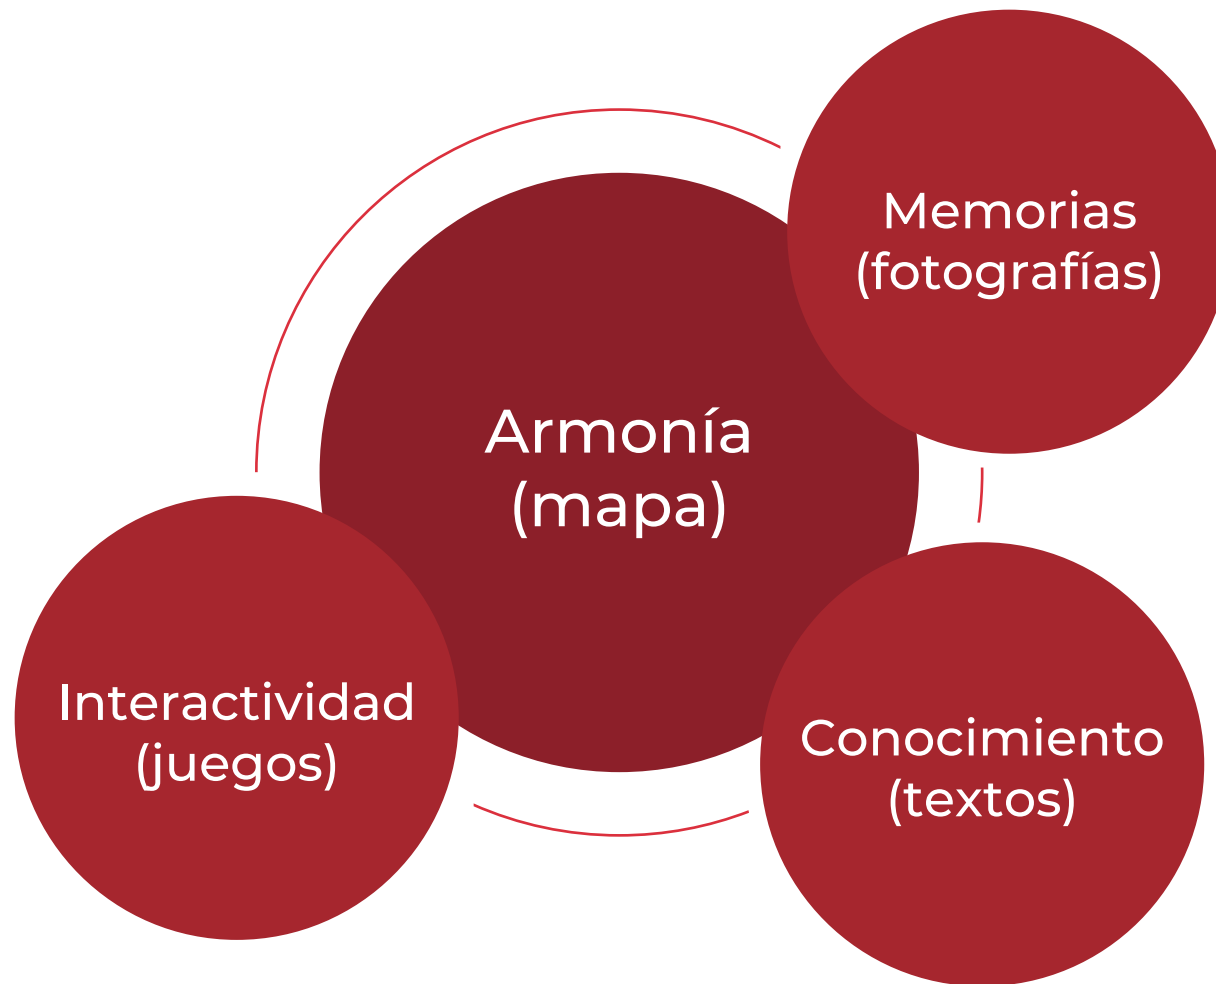 Memorias
(fotografías)
Armonía
(mapa)
Interactividad
(juegos)
Conocimiento
(textos)